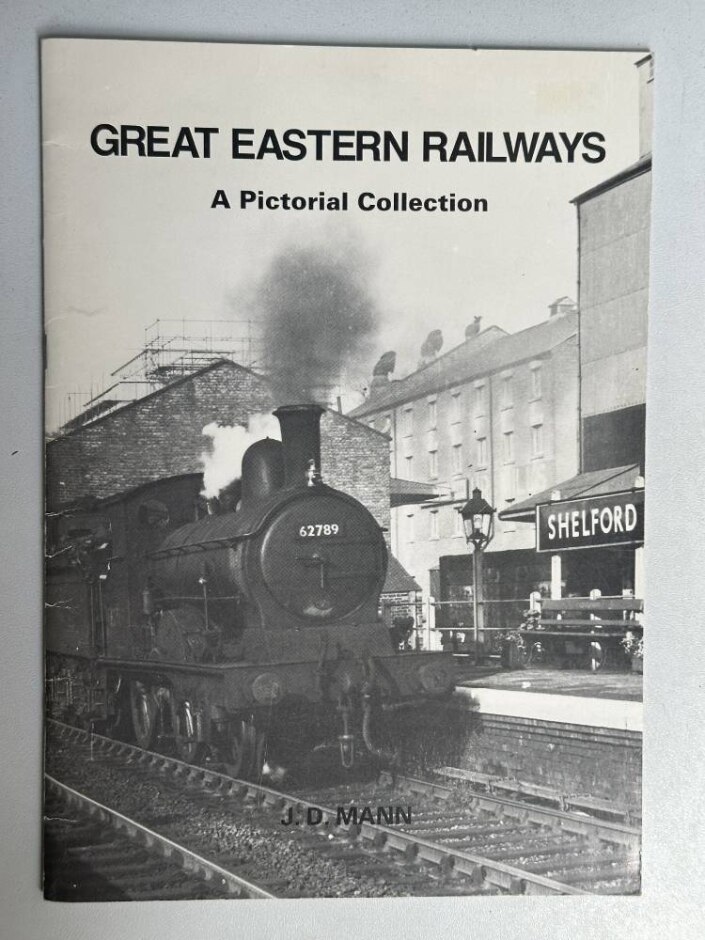 GREAT EASTERN RAILWAYS
A Pictorial Collection
62789
SHELFORD
J. D. MANN